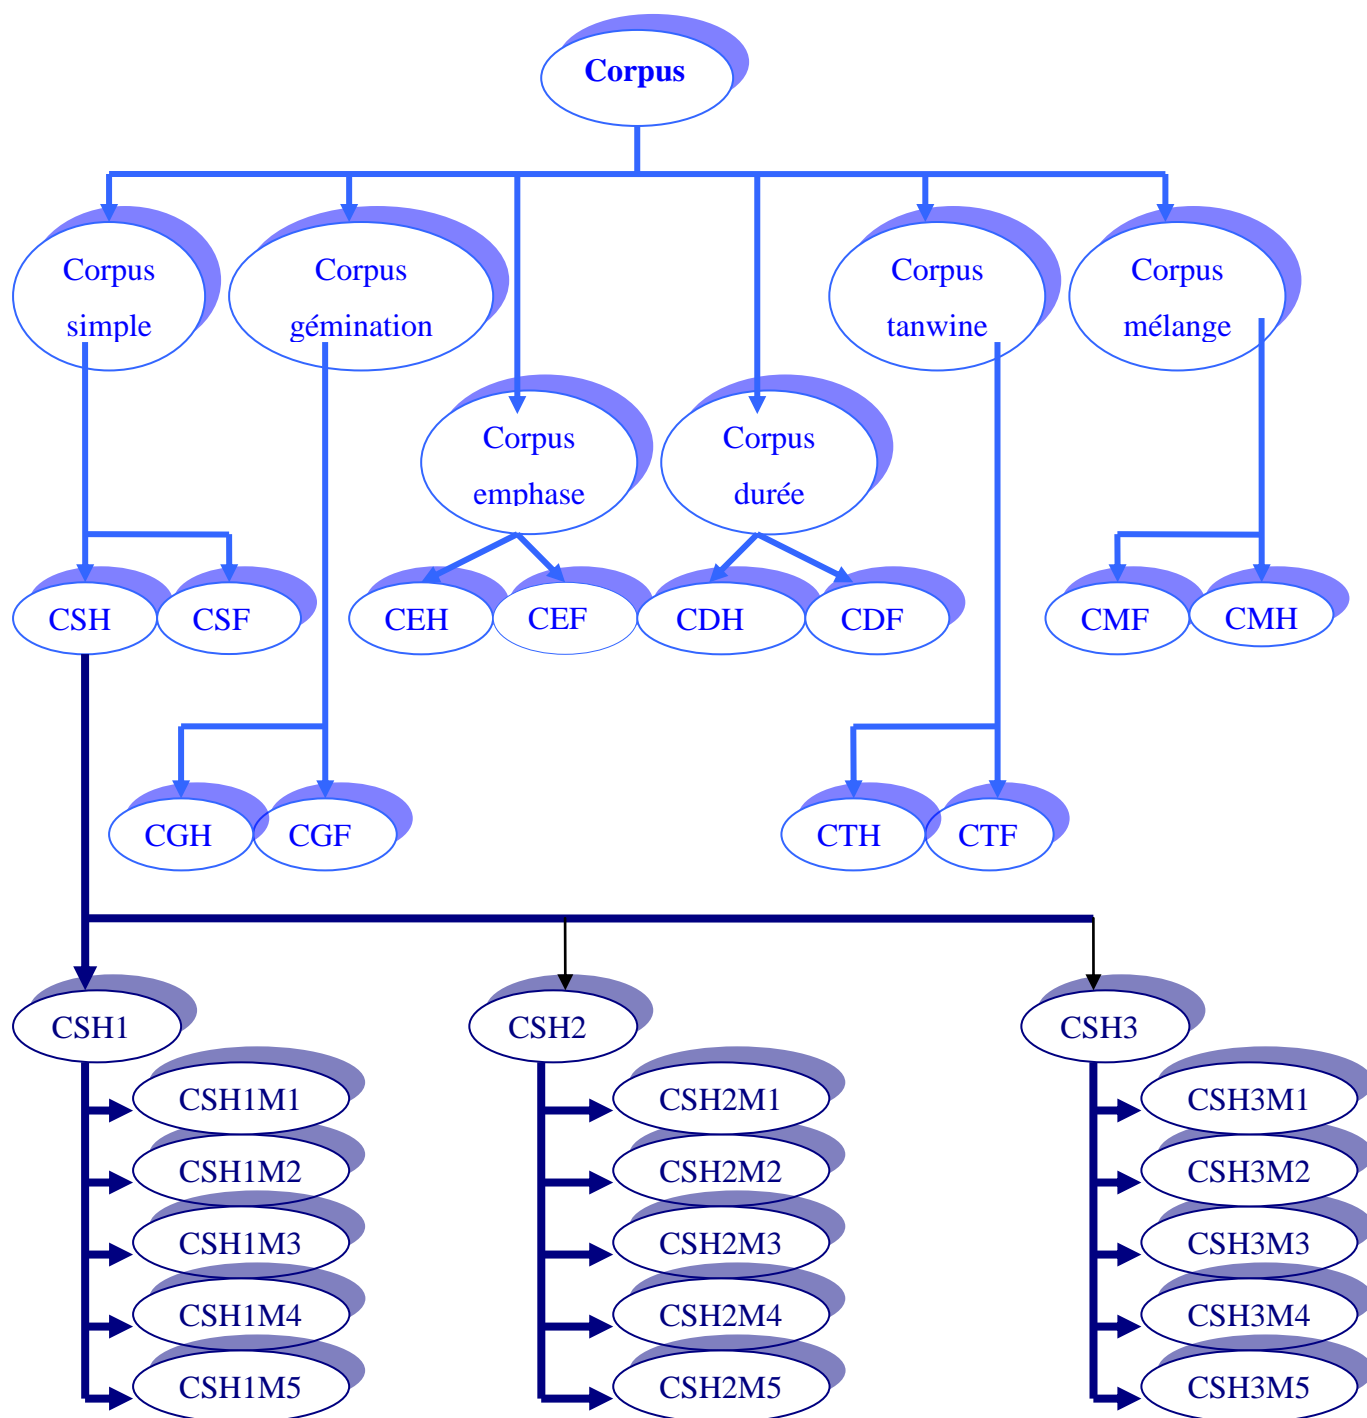 Corpus
Corpus
simple
Corpus
gémination
Corpus
emphase
Corpus
durée
Corpus
tanwine
Corpus
mélange
CSH
CSF
CEH
CEF
CDH
CDF
CMF
CMH
CGH
CGF
CTH
CTF
CSH1
CSH2
CSH3
CSH1M1
CSH1M2
CSH1M3
CSH1M4
CSH1M5
CSH2M1
CSH2M2
CSH2M3
CSH2M4
CSH2M5
CSH3M1
CSH3M2
CSH3M3
CSH3M4
CSH3M5